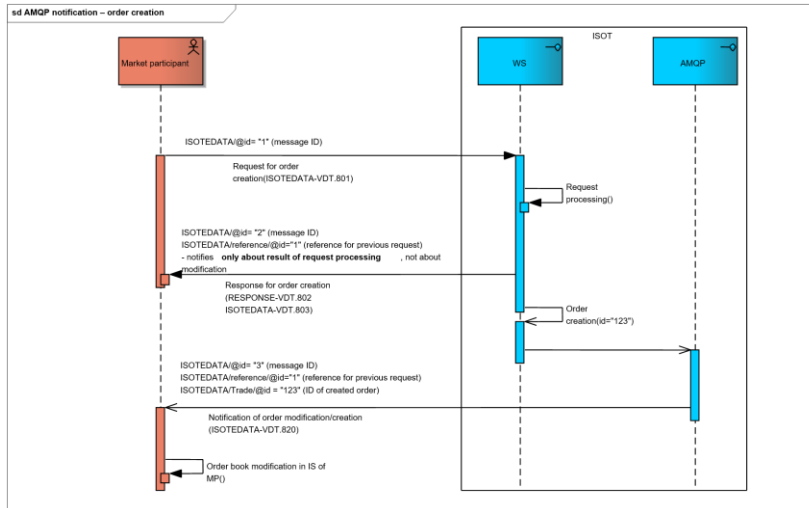 sd AMQP notification – order creation
ISOT
Market participant
WS
AMQP
ISOTEDATA/@id= "1" (message ID)
Request for order
creation(ISOTEDATA-VDT.801)
Request
processing()
ISOTEDATA/@id= "2" (message ID)
ISOTEDATA/reference/@id="1" (reference for previous request)
- notifies only about result of request processing , not about
modification
Response for order creation
(RESPONSE-VDT.802
ISOTEDATA-VDT.803)
Order
creation(id="123")
ISOTEDATA/@id= "3" (message ID)
ISOTEDATA/reference/@id="1" (reference for previous request)
ISOTEDATA/Trade/@id = "123" (ID of created order)
Notification of order modification/creation
(ISOTEDATA-VDT.820)
Order book modification in IS of
MP()